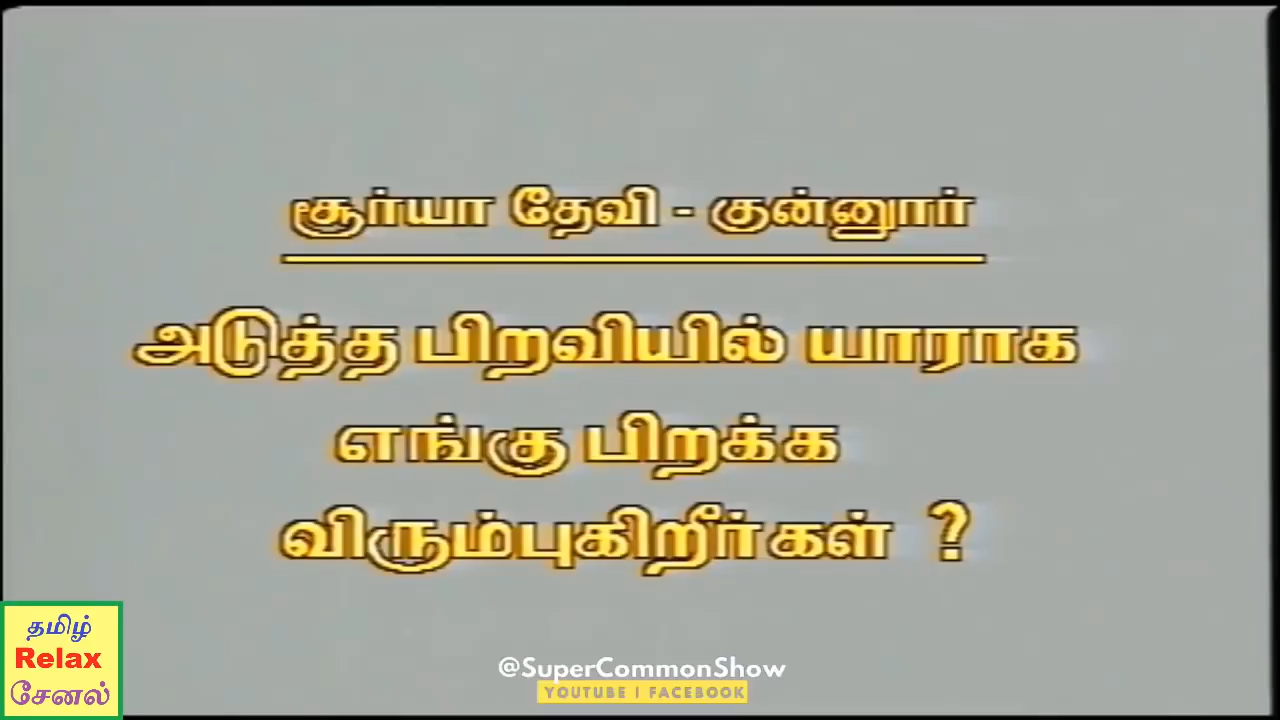 சூர்யா தேவி - குன்னூர்
அடுத்த பிறவியில் யாராக
எங்கு பிறக்க
விரும்புகிறீர்கள் ?
தமிழ்
Relax
சேனல்
@SuperCommonShow
YOUTUBE | FACEBOOK